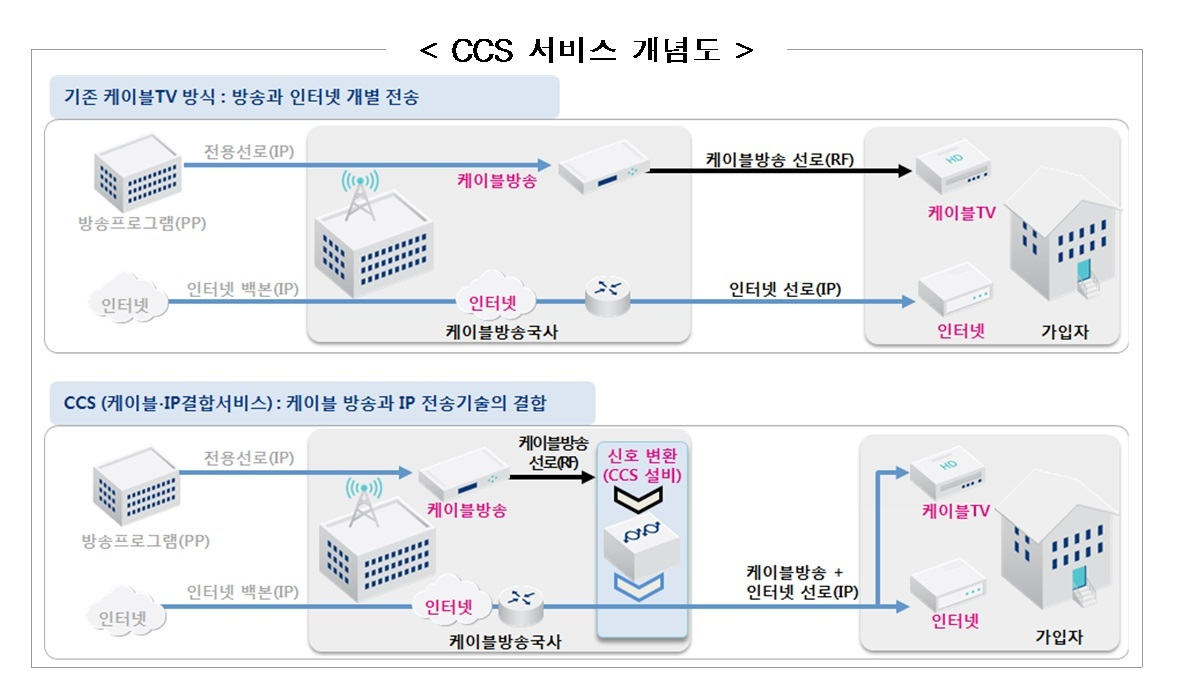 < CCS 서비스 개념도 >
기존 케이블TV 방식 : 방송과 인터넷 개별 전송
전용선로(IP)
케이블방송
케이블방송 선로(RF)
HD
케이블TV
방송프로그램(PP)
인터넷
인터넷 백본(IP)
인터넷
인터넷 선로(IP)
인터넷
케이블방송국사
가입자
CCS (케이블·IP결합서비스) : 케이블 방송과 IP 전송기술의 결합
전용선로(IP)
케이블방송
선로(RF)
신호 변환
(CCS 설비)
HD
케이블방송
케이블TV
방송프로그램(PP)
인터넷
인터넷 백본(IP)
인터넷
케이블방송 +
인터넷 선로(IP)
인터넷
케이블방송국사
가입자